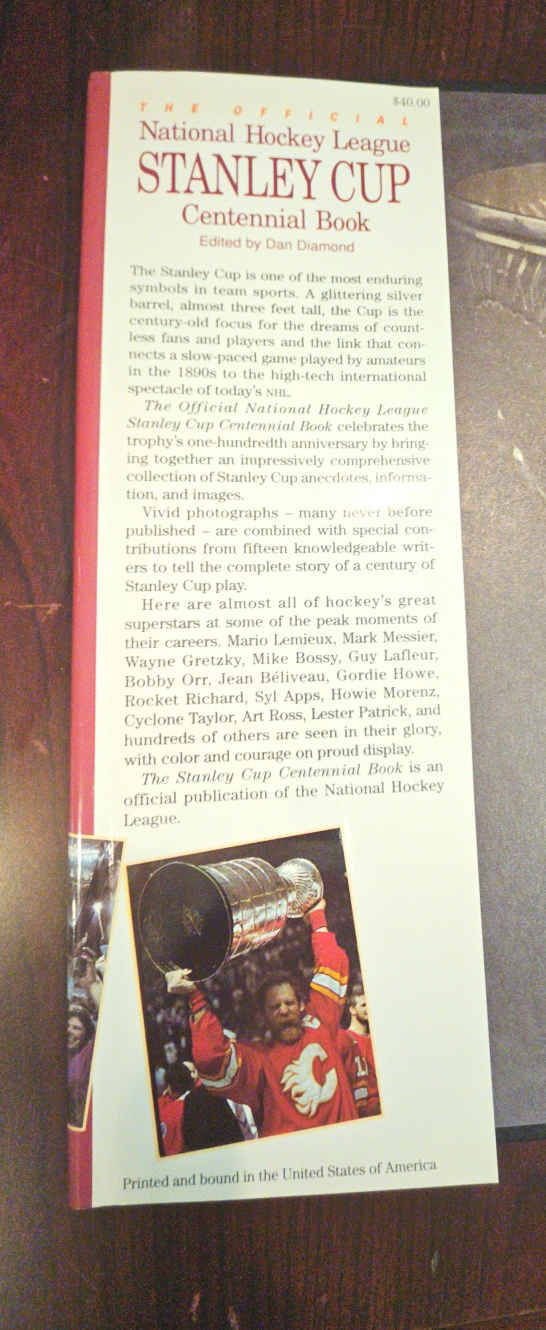 $40.00
THE OFFICIAL
National Hockey League
STANLEY CUP
Centennial Book
Edited by Dan Diamond
The Stanley Cup is one of the most enduring
symbols in team sports. A glittering silver
barrel, almost three feet tall, the Cup is the
century-old focus for the dreams of count-
less fans and players and the link that con-
nects a slow-paced game played by amateurs
in the 1890s to the high-tech international
spectacle of today's NHL.
The Official National Hockey League
Stanley Cup Centennial Book celebrates the
trophy's one-hundredth anniversary by bring-
ing together an impressively comprehensive
collection of Stanley Cup anecdotes, informa-
tion, and images.
Vivid photographs – many never before
published – are combined with special con-
tributions from fifteen knowledgeable writ-
ers to tell the complete story of a century of
Stanley Cup play.
Here are almost all of hockey's great
superstars at some of the peak moments of
their careers. Mario Lemieux, Mark Messier,
Wayne Gretzky, Mike Bossy, Guy Lafleur,
Bobby Orr, Jean Béliveau, Gordie Howe,
Rocket Richard, Syl Apps, Howie Morenz,
Cyclone Taylor, Art Ross, Lester Patrick, and
hundreds of others are seen in their glory,
with color and courage on proud display.
The Stanley Cup Centennial Book is an
official publication of the National Hockey
League.
Printed and bound in the United States of America